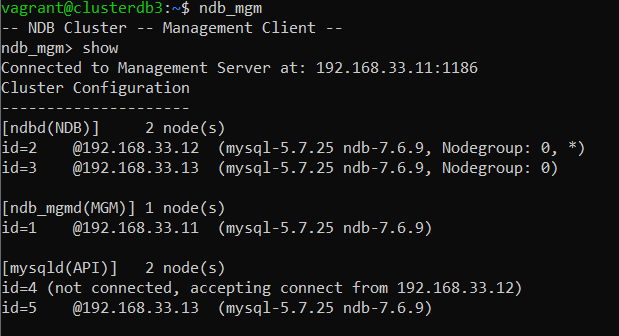 vagrant@clusterdb3:~$ ndb_mgm
-- NDB Cluster -- Management Client --
ndb_mgm> show
Connected to Management Server at: 192.168.33.11:1186
Cluster Configuration
---------------------
[ndbd(NDB)]     2 node(s)
id=2    @192.168.33.12  (mysql-5.7.25 ndb-7.6.9, Nodegroup: 0, *)
id=3    @192.168.33.13  (mysql-5.7.25 ndb-7.6.9, Nodegroup: 0)

[ndb_mgmd(MGM)] 1 node(s)
id=1    @192.168.33.11  (mysql-5.7.25 ndb-7.6.9)

[mysqld(API)]   2 node(s)
id=4 (not connected, accepting connect from 192.168.33.12)
id=5    @192.168.33.13  (mysql-5.7.25 ndb-7.6.9)